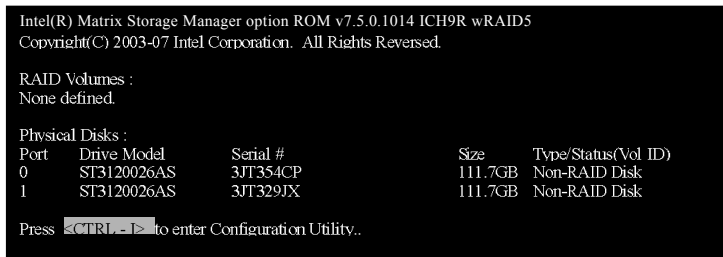 Intel(R) Matrix Storage Manager option ROM v7.5.0.1014 ICH9R wRAID5
Copyright(C) 2003-07 Intel Corporation. All Rights Reversed.
RAID Volumes :
None defined.
Physical Disks :
Port Drive Model Serial # Size Type/Status(Vol ID)
0 ST3120026AS 3JT354CP 111.7GB Non-RAID Disk
1 ST3120026AS 3JT329JX 111.7GB Non-RAID Disk
Press <CTRL - I> to enter Configuration Utility..